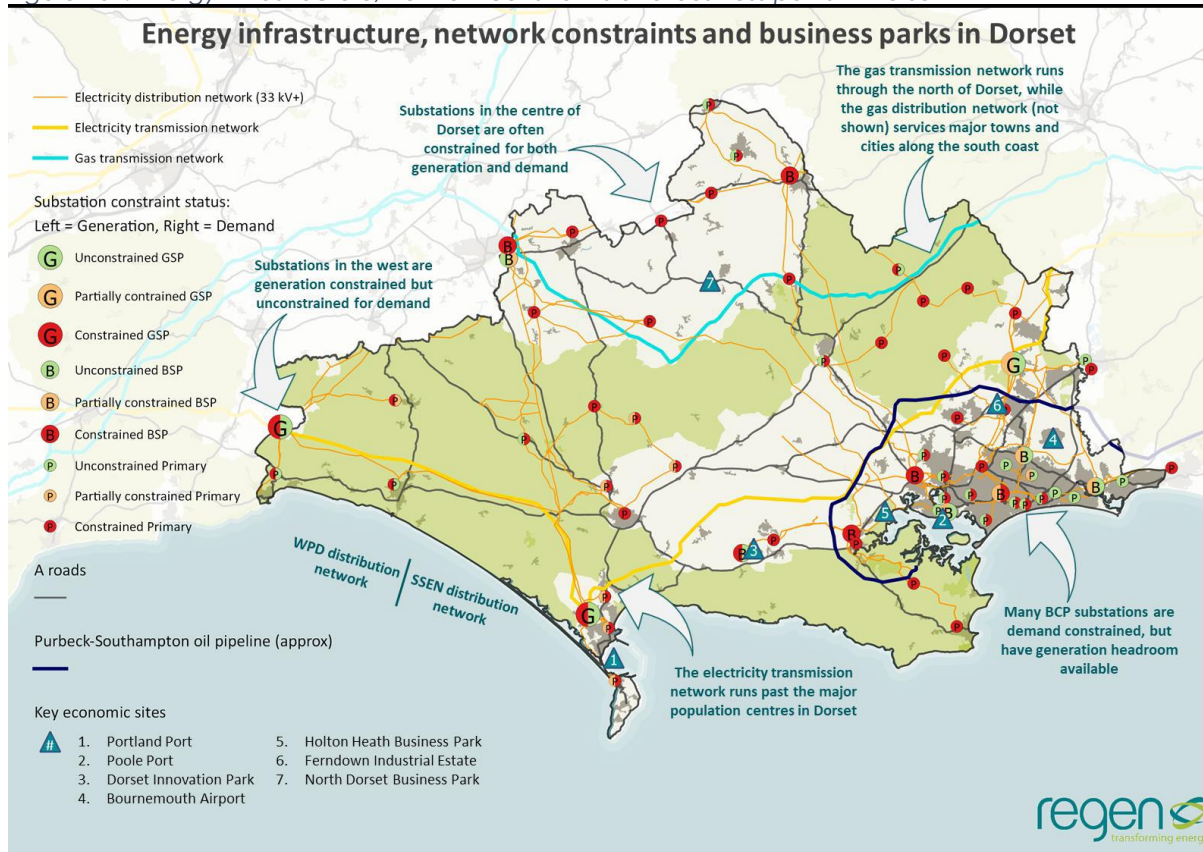 Energy infrastructure, network constraints and business parks in Dorset
Electricity distribution network (33 kV+)
Electricity transmission network
Gas transmission network
Substation constraint status:
Left = Generation, Right = Demand
G Unconstrained GSP
G Partially contrained GSP
G Constrained GSP
B Unconstrained BSP
B Partially constrained BSP
B Constrained BSP
P Unconstrained Primary
P Partially constrained Primary
P Constrained Primary
A roads
Purbeck-Southampton oil pipeline (approx)
Key economic sites
#
1. Portland Port
2. Poole Port
3. Dorset Innovation Park
4. Bournemouth Airport
5. Holton Heath Business Park
6. Ferndown Industrial Estate
7. North Dorset Business Park
Substations in the centre of
Dorset are often
constrained for both
generation and demand
The gas transmission network runs
through the north of Dorset, while
the gas distribution network (not
shown) services major towns and
cities along the south coast
Substations in the west are
generation constrained but
unconstrained for demand
WPD distribution
network
SSEN distribution
network
The electricity transmission
network runs past the major
population centres in Dorset
Many BCP substations are
demand constrained, but
have generation headroom
available
7
6
4
5
2
3
1
regen
transforming energ